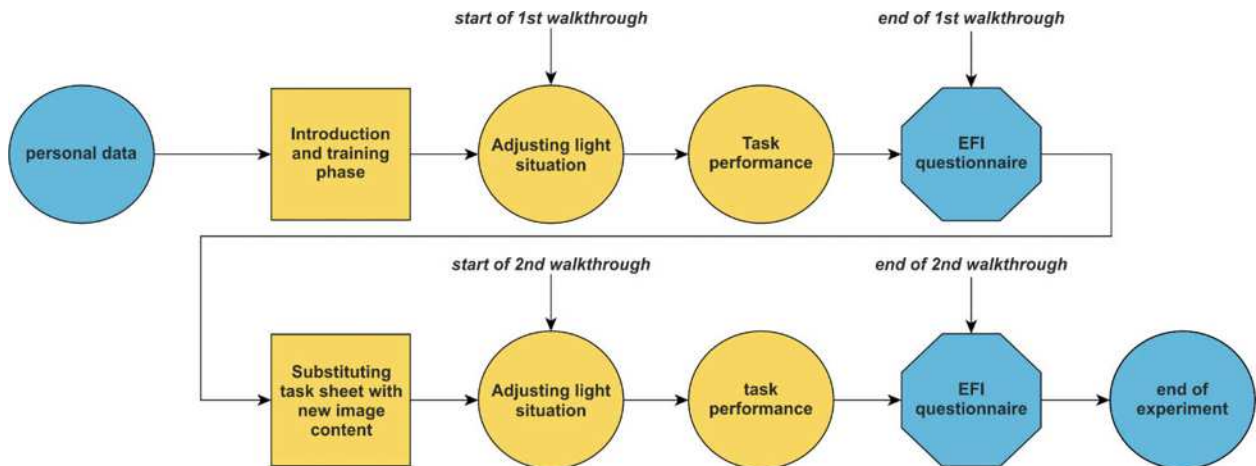 start of 1st walkthrough
end of 1st walkthrough
personal data
Introduction
and training
phase
Adjusting light
situation
Task
performance
EFI
questionnaire
start of 2nd walkthrough
end of 2nd walkthrough
Substituting
task sheet with
new image
content
Adjusting light
situation
task
performance
EFI
questionnaire
end of
experiment